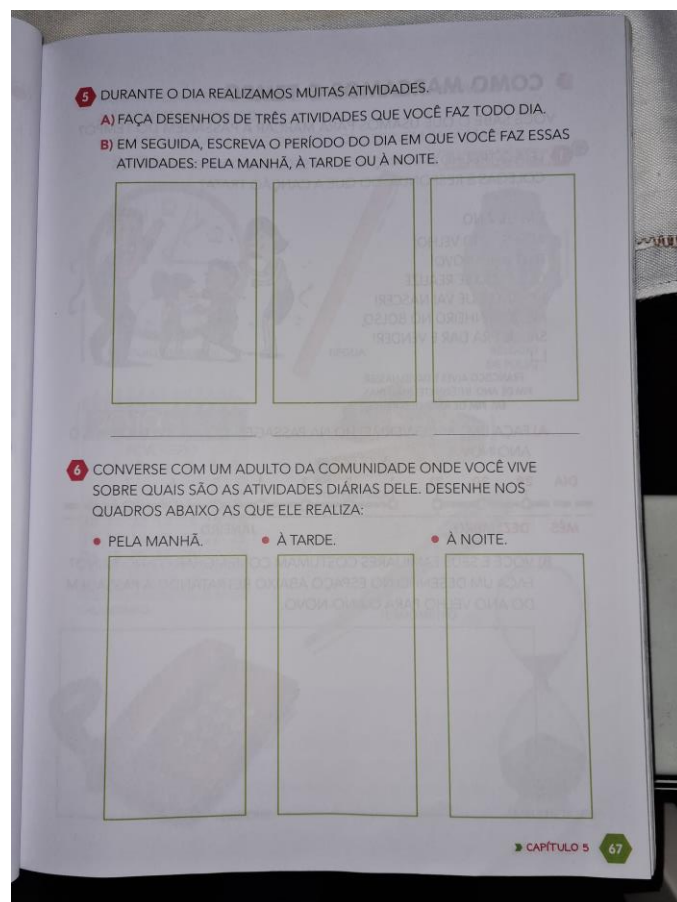 5 DURANTE O DIA REALIZAMOS MUITAS ATIVIDADES.
A) FAÇA DESENHOS DE TRÊS ATIVIDADES QUE VOCÊ FAZ TODO DIA.
B) EM SEGUIDA, ESCREVA O PERÍODO DO DIA EM QUE VOCÊ FAZ ESSAS
ATIVIDADES: PELA MANHÃ, À TARDE OU À NOITE.
6 CONVERSE COM UM ADULTO DA COMUNIDADE ONDE VOCÊ VIVE
SOBRE QUAIS SÃO AS ATIVIDADES DIÁRIAS DELE. DESENHE NOS
QUADROS ABAIXO AS QUE ELE REALIZA:
• PELA MANHÃ. • À TARDE. • À NOITE.
CAPÍTULO 5 67